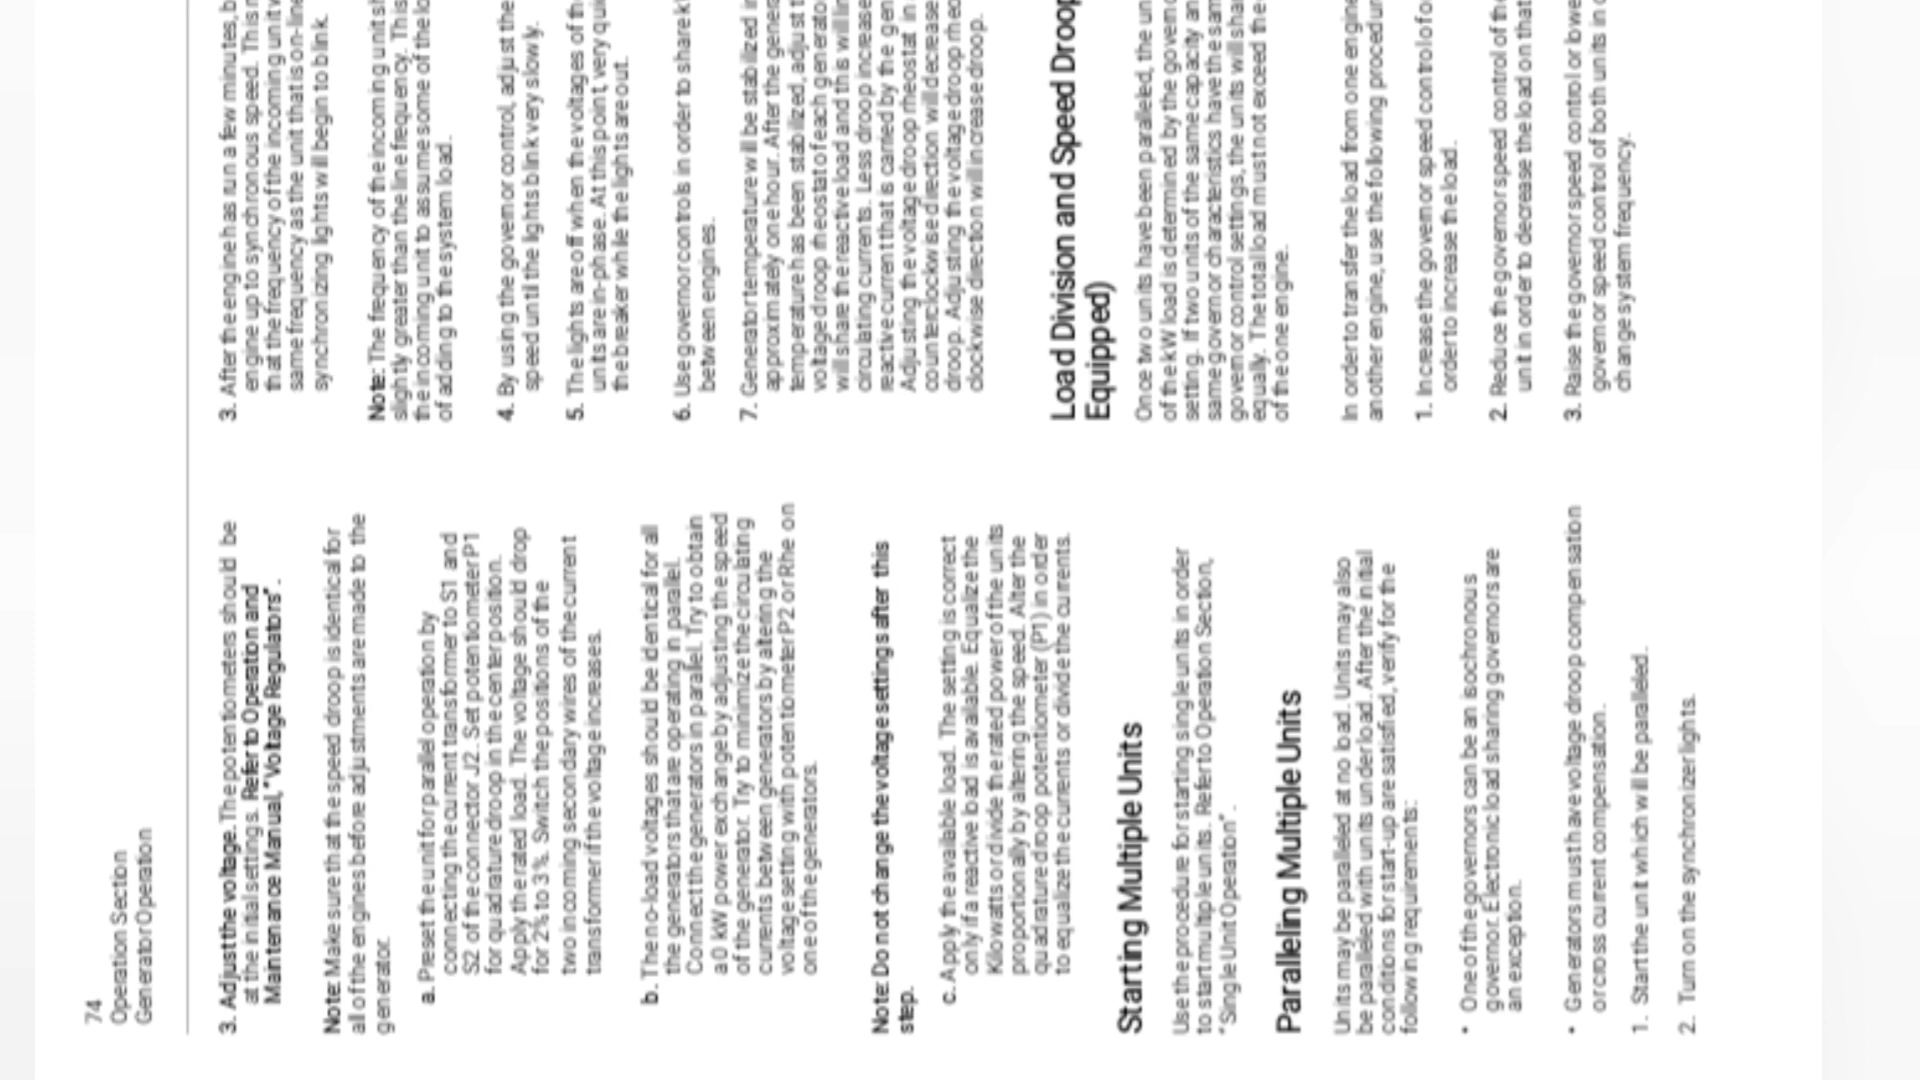 74
Operation Section
Generator Operation
3. Adjust the voltage. The potentiometers should be
at the initial settings. Refer to Operation and
Maintenance Manual, "Voltage Regulators".
Note: Make sure that the speed droop is identical for
all of the engines before adjustments are made to the
generator.
a. Preset the unit for parallel operation by
connecting the current transformer to S1 and
S2 of the connector J2. Set potentiometer P1
for quadrature droop in the center position.
Apply the rated load. The voltage should drop
for 2% to 3 %. Switch the positions of the
two incoming secondary wires of the current
transformer if the voltage increases.
b. The no-load voltages should be identical for all
the generators that are operating in parallel.
Connect the generators in parallel. Try to obtain
a 0 kW power exchange by adjusting the speed
of the generator. Try to minimize the circulating
currents between generators by altering the
voltage setting with potentiometer P2 or Rhe on
one of the generators.
Note: Do not change the voltage settings after this
step.
c. Apply the available load. The setting is correct
only if a reactive load is available. Equalize the
Kilowatts or divide the rated power of the units
proportionally by altering the speed. Alter the
quadrature droop potentiometer (P1) in order
to equalize the currents or divide the currents.
Starting Multiple Units
Use the procedure for starting single units in order
to start multiple units. Refer to Operation Section,
"Single Unit Operation".
Paralleling Multiple Units
Units may be paralleled at no load. Units may also
be paralleled with units under load. After the initial
conditions for start-up are satisfied, verify for the
following requirements:
• One of the governors can be an isochronous
governor. Electronic load sharing governors are
an exception.
• Generators must have voltage droop compensation
or cross current compensation.
1. Start the unit which will be paralleled.
2. Turn on the synchronizer lights.
3. After the engine has run a few minutes, b
engine up to synchronous speed. This
that the frequency of the incoming unit
same frequency as the unit that is on-line
synchronizing lights will begin to blink.
Note: The frequency of the incoming unit
slightly greater than the line frequency. This
the incoming unit to assume some of the
of adding to the system load.
4. By using the governor control, adjust the
speed until the lights blink very slowly.
5. The lights are off when the voltages of
units are in-phase. At this point, very
the breaker while the lights are out.
6. Use governor controls in order to share
between engines.
7. Generator temperature will be stabilized in
approximately one hour. After the
temperature has been stabilized, adjust
voltage droop rheostat of each
will share the reactive load and this will
circulating currents. Less droop
reactive current that is carried by the
Adjusting the voltage droop rheostat in
counterclockwise direction will decrease
droop. Adjusting the voltage droop
clockwise direction will increase droop.
Load Division and Speed Droop
Equipped)
Once two units have been paralleled, the
of the kW load is determined by the
setting. If two units of the same capacity
same governor characteristics have the
governor control settings, the units will
equally. The total load must not exceed the
of the one engine.
In order to transfer the load from one engine
another engine, use the following
1. Increase the governor speed control of
order to increase the load.
2. Reduce the governor speed control of
unit in order to decrease the load on that
3. Raise the governor speed control or
governor speed control of both units in
change system frequency.